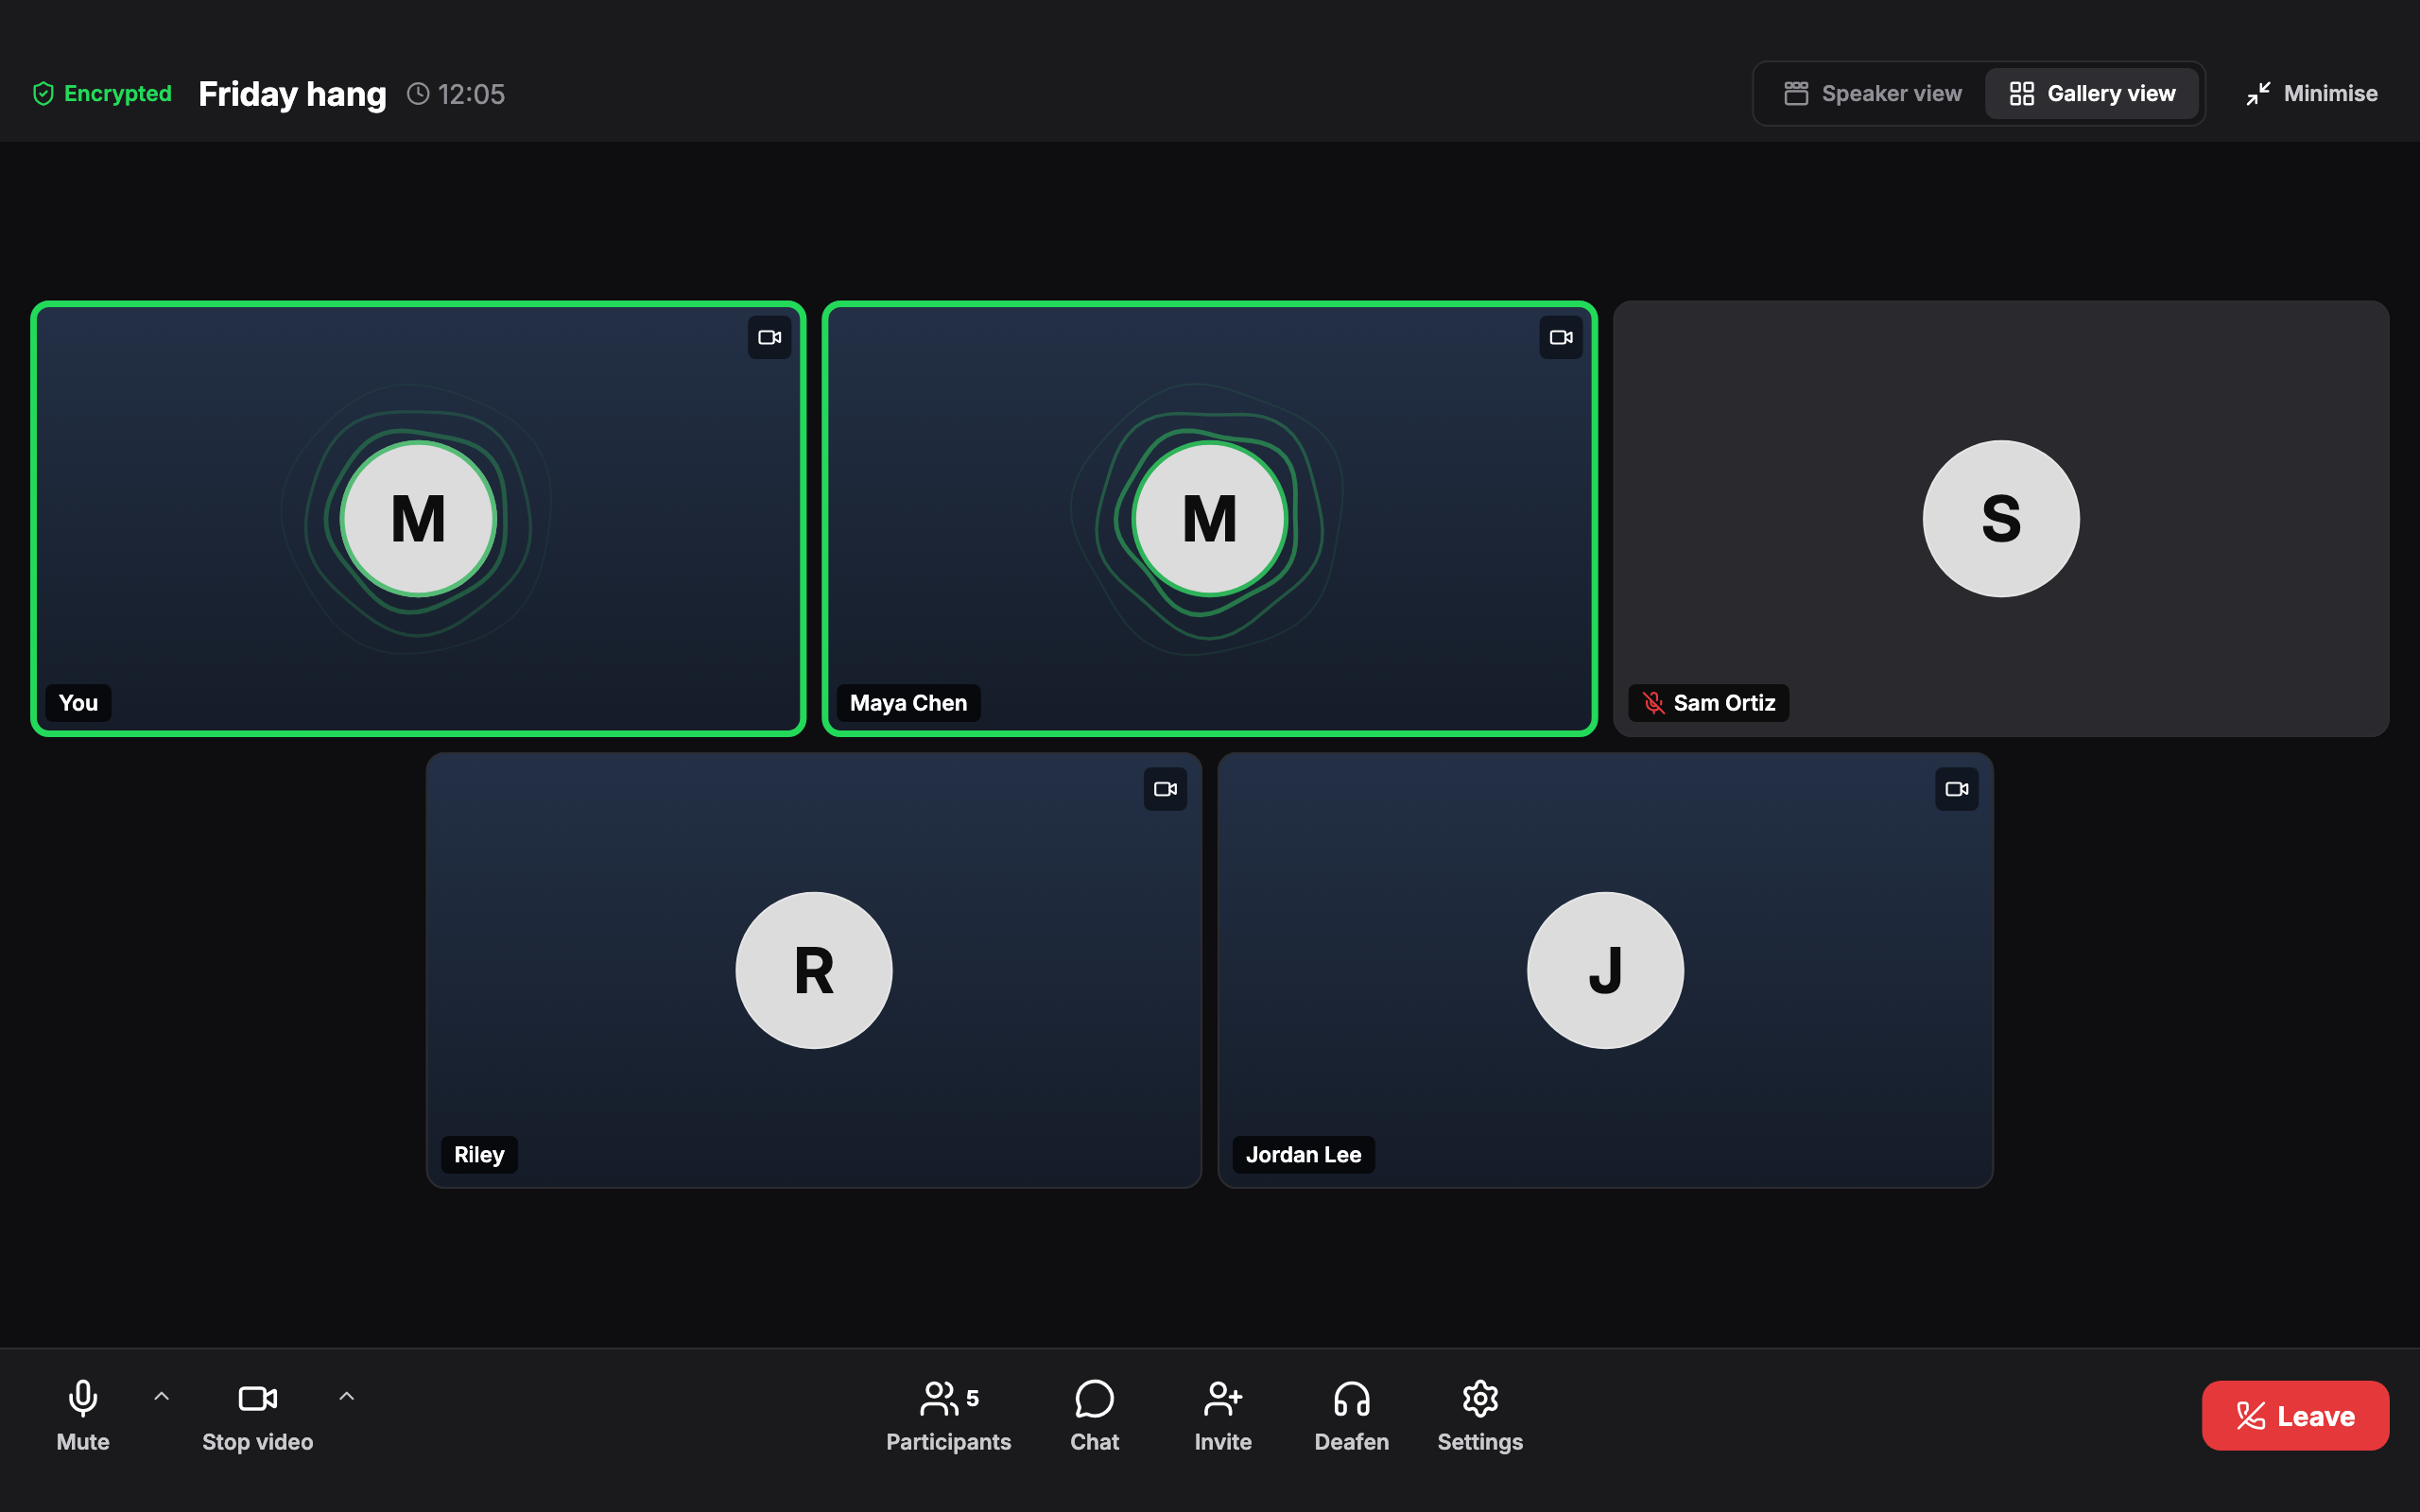 Encrypted Friday hang 12:05 Speaker view Gallery view Minimise
M
You
M
Maya Chen
S
Sam Ortiz
R
Riley
J
Jordan Lee
Mute
Stop video
5
Participants
Chat
Invite
Deafen
Settings
Leave